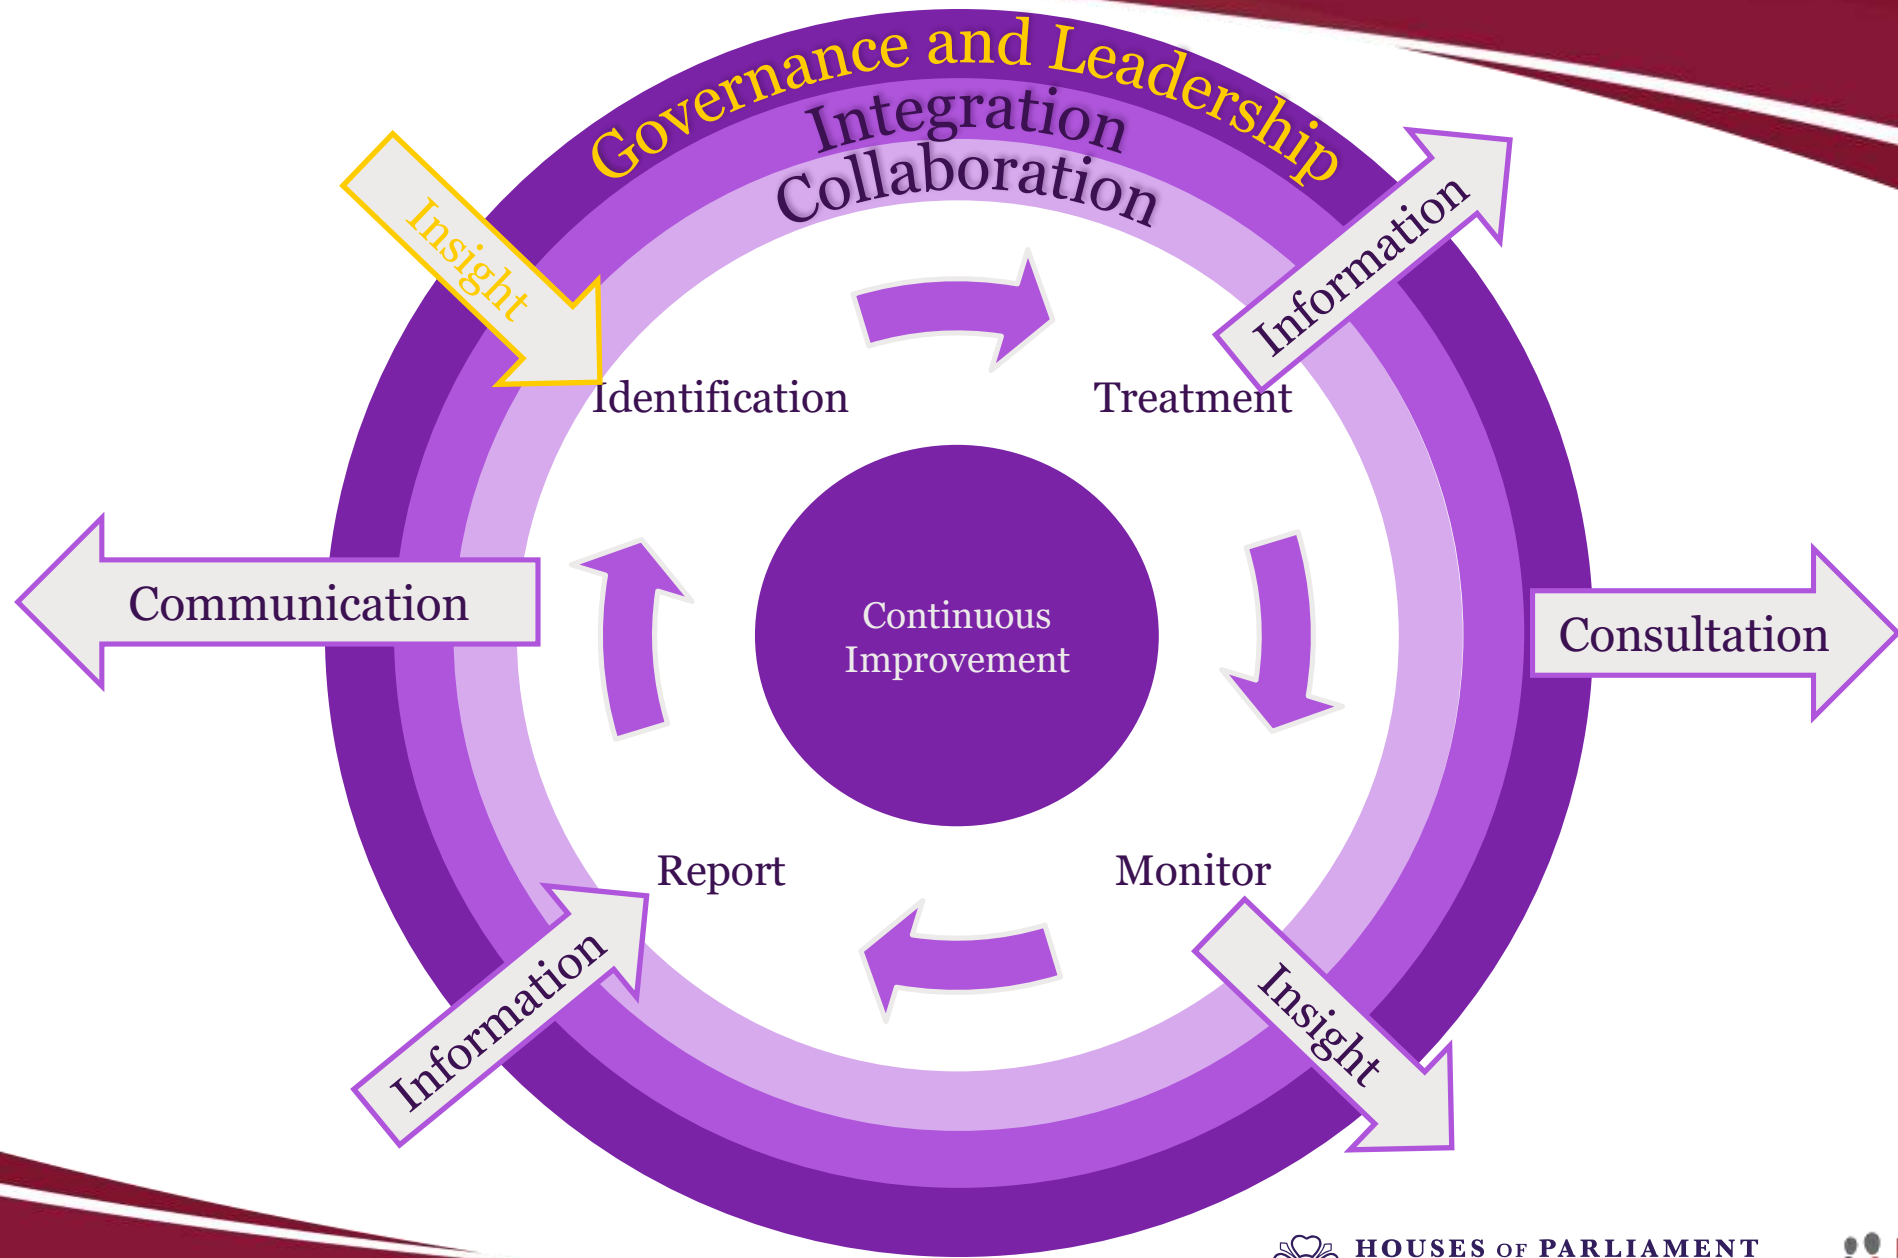 Governance and Leadership
Integration
Collaboration
Insight
Information
Identification
Treatment
Communication
Continuous
Improvement
Consultation
Report
Monitor
Information
Insight
HOUSES OF PARLIAMENT